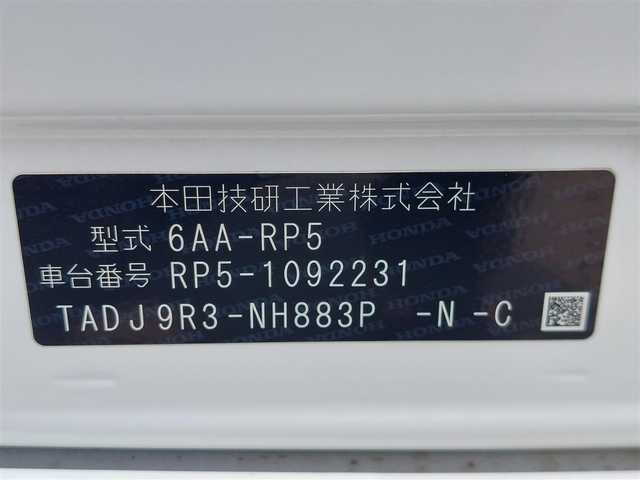 本田技研工業株式会社
型式 6AA-RP5
車台番号 RP5-1092231
TADJ9R3-NH883P -N -C